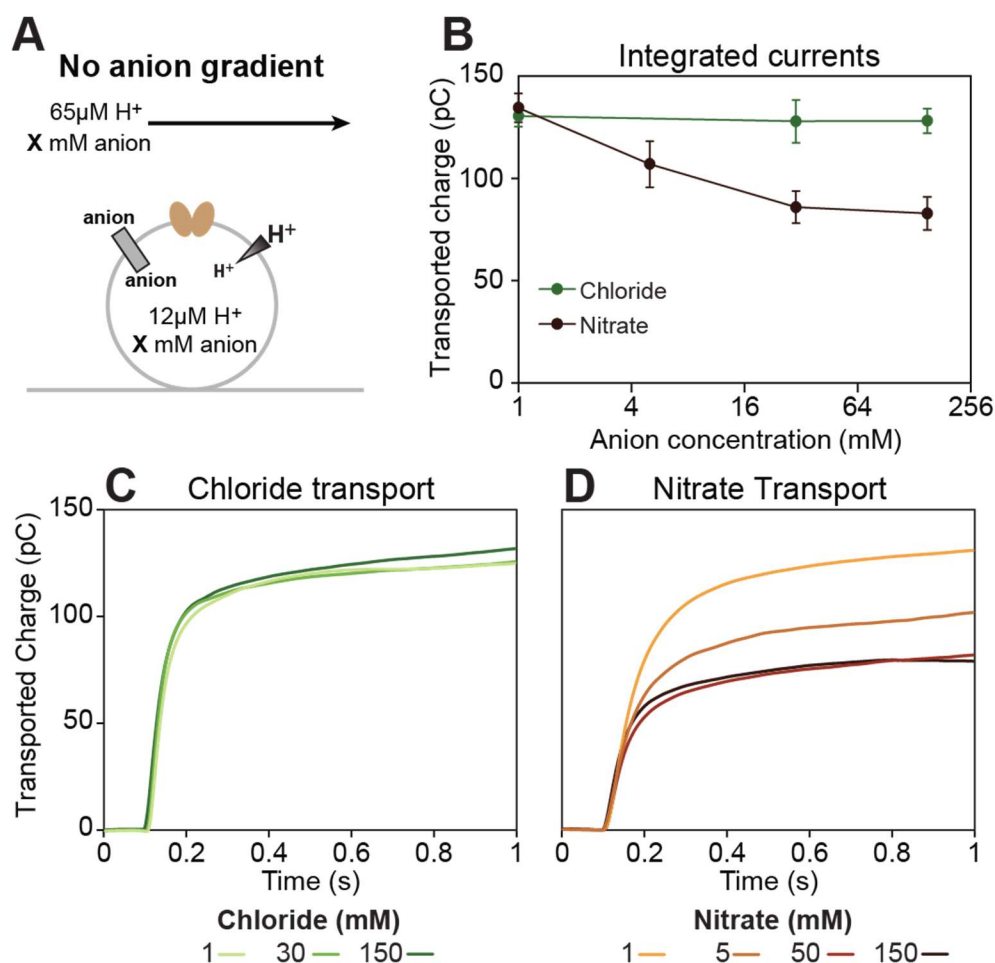 A
No anion gradient
65µM H+
X mM anion
anion
anion
H+
H+
12µM H+
X mM anion
B
Integrated currents
Transported charge (pC)
150
100
50
0
Chloride
Nitrate
1 4 16 64 256
Anion concentration (mM)
C
Chloride transport
Transported Charge (pC)
150
100
50
0
0 0.2 0.4 0.6 0.8 1
Time (s)
Chloride (mM)
1 30 150
D
Nitrate Transport
0 0.2 0.4 0.6 0.8 1
Time (s)
Nitrate (mM)
1 5 50 150